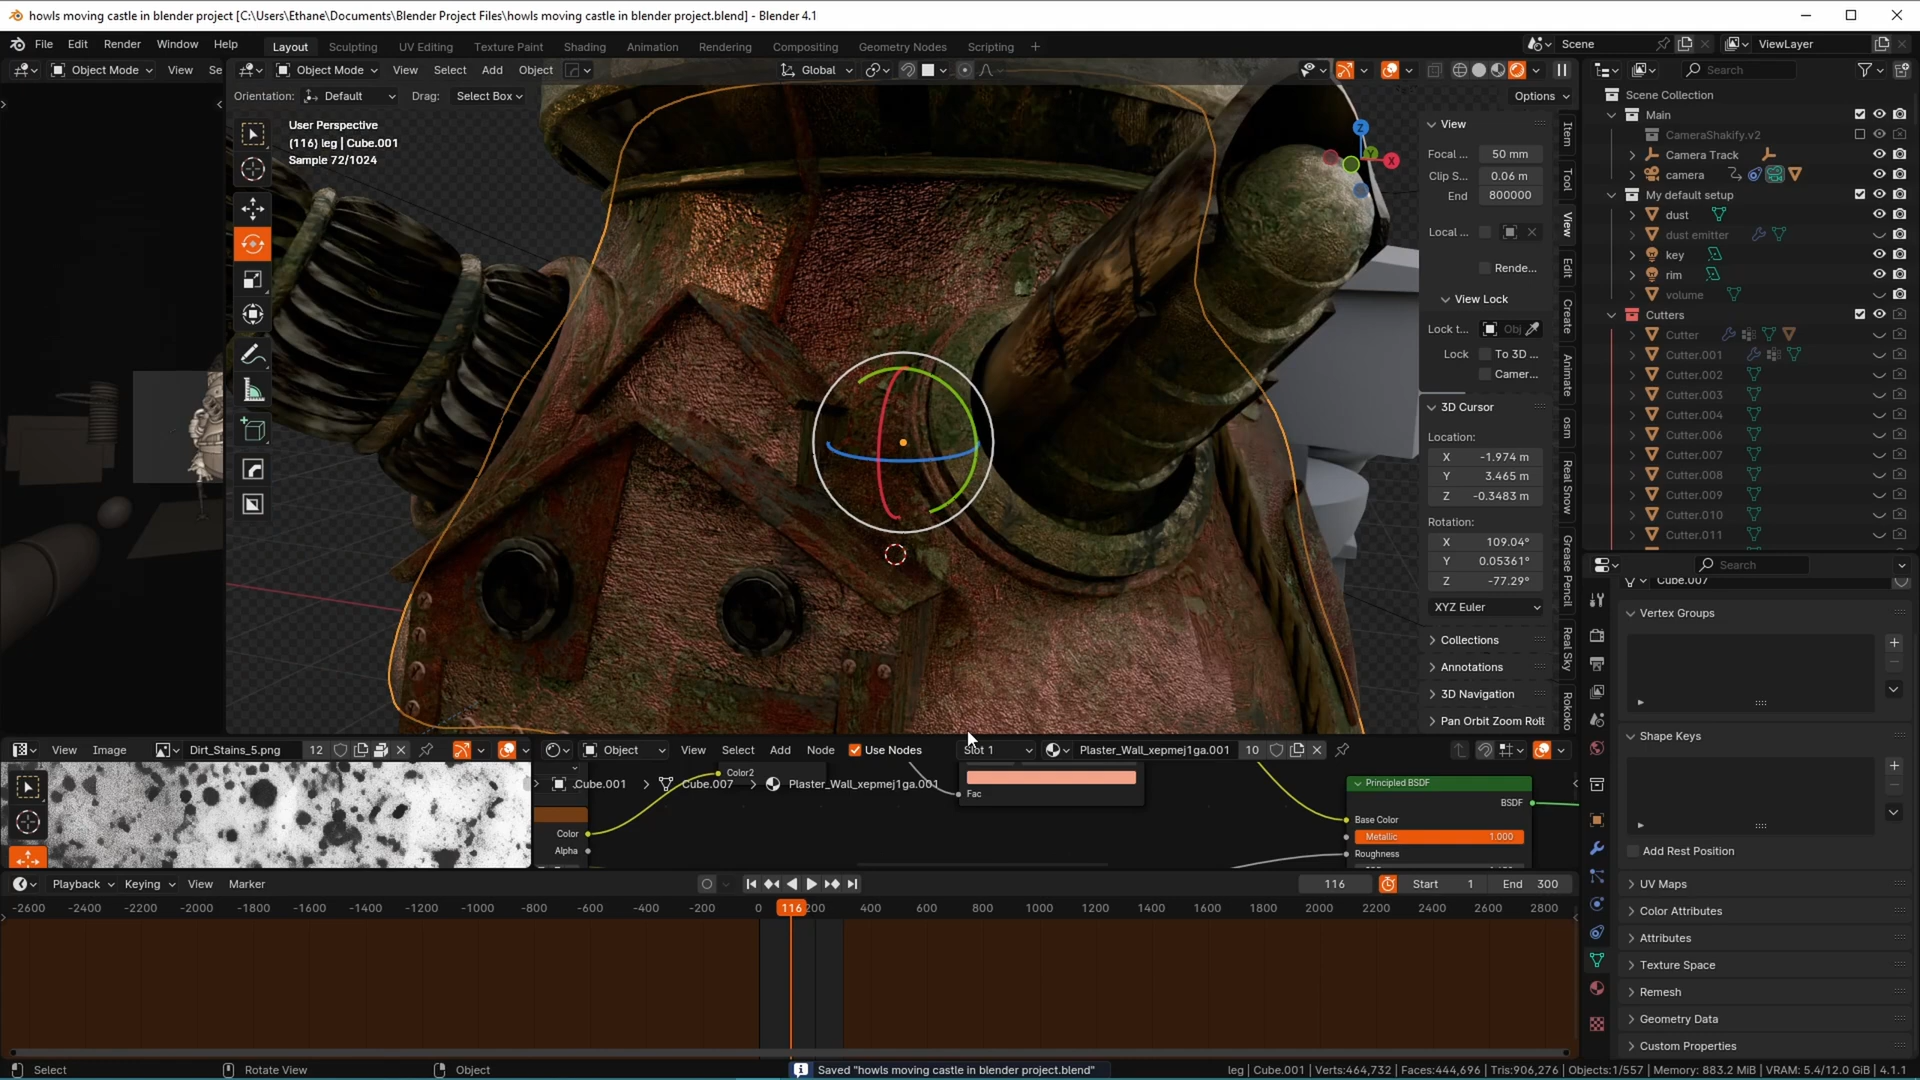 howls moving castle in blender project [C:\Users\Ethane\Documents\Blender Project Files\howls moving castle in blender project.blend] - Blender 4.1
File Edit Render Window Help
Layout Sculpting UV Editing Texture Paint Shading Animation Rendering Compositing Geometry Nodes Scripting +
Scene
ViewLayer
Object Mode View Se
Object Mode View Select Add Object
Global
Search
Orientation: Default Drag: Select Box
Options
User Perspective
(116) leg | Cube.001
Sample 72/1024
Z
Y
X
View
Focal ... 50 mm
Clip S... 0.06 m
End 800000
Local ...
Rende...
View Lock
Lock t... Obj
Lock To 3D ...
Camer...
3D Cursor
Location:
X -1.974 m
Y 3.465 m
Z -0.3483 m
Rotation:
X 109.04°
Y 0.05361°
Z -77.29°
XYZ Euler
Collections
Annotations
3D Navigation
Pan Orbit Zoom Roll
Item
Tool
View
Edit
Create
Animate
osm
Real Snow
Grease Pencil
Real Sky
Rokoko
Scene Collection
Main
CameraShakify.v2
Camera Track
camera
My default setup
dust
dust emitter
key
rim
volume
Cutters
Cutter
Cutter.001
Cutter.002
Cutter.003
Cutter.004
Cutter.006
Cutter.007
Cutter.008
Cutter.009
Cutter.010
Cutter.011
Search
Cube.007
Vertex Groups
Shape Keys
Add Rest Position
UV Maps
Color Attributes
Attributes
Texture Space
Remesh
Geometry Data
Custom Properties
View Image Dirt_Stains_5.png 12
Object View Select Add Node Use Nodes Slot 1 Plaster_Wall_xepmej1ga.001 10
Cube.001 > Cube.007 > Plaster_Wall_xepmej1ga.001
Color2
Color
Alpha
Fac
Principled BSDF
BSDF
Base Color
Metallic 1.000
Roughness
Playback Keying View Marker
116 Start 1 End 300
-2600 -2400 -2200 -2000 -1800 -1600 -1400 -1200 -1000 -800 -600 -400 -200 0 116 200 400 600 800 1000 1200 1400 1600 1800 2000 2200 2400 2600 2800
Select Rotate View Object
Saved "howls moving castle in blender project.blend"
leg | Cube.001 | Verts:464,732 | Faces:444,696 | Tris:906,276 | Objects:1/557 | Memory: 883.2 MiB | VRAM: 5.4/12.0 GiB | 4.1.1